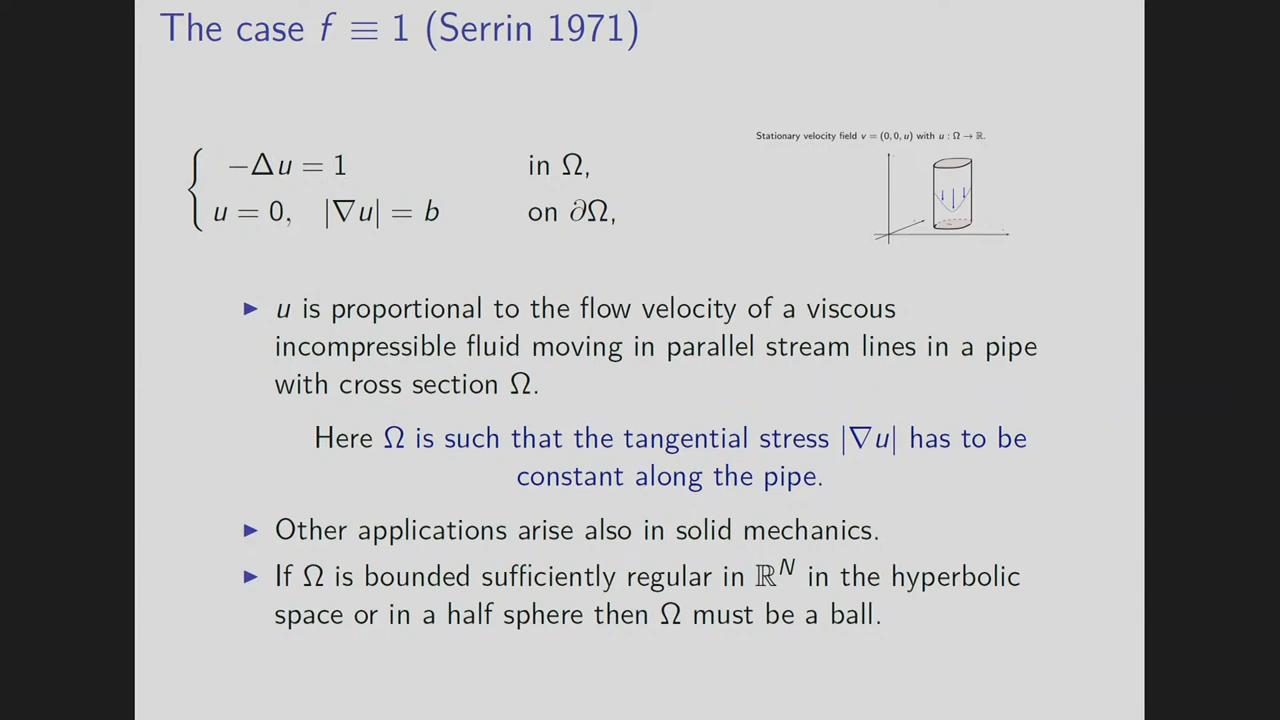 The case f ≡ 1 (Serrin 1971)
Stationary velocity field v = (0, 0, u) with u : Ω → ℝ.
−Δu = 1 in Ω,
u = 0, |∇u| = b on ∂Ω,
▶ u is proportional to the flow velocity of a viscous
incompressible fluid moving in parallel stream lines in a pipe
with cross section Ω.
Here Ω is such that the tangential stress |∇u| has to be
constant along the pipe.
▶ Other applications arise also in solid mechanics.
▶ If Ω is bounded sufficiently regular in ℝᴺ in the hyperbolic
space or in a half sphere then Ω must be a ball.